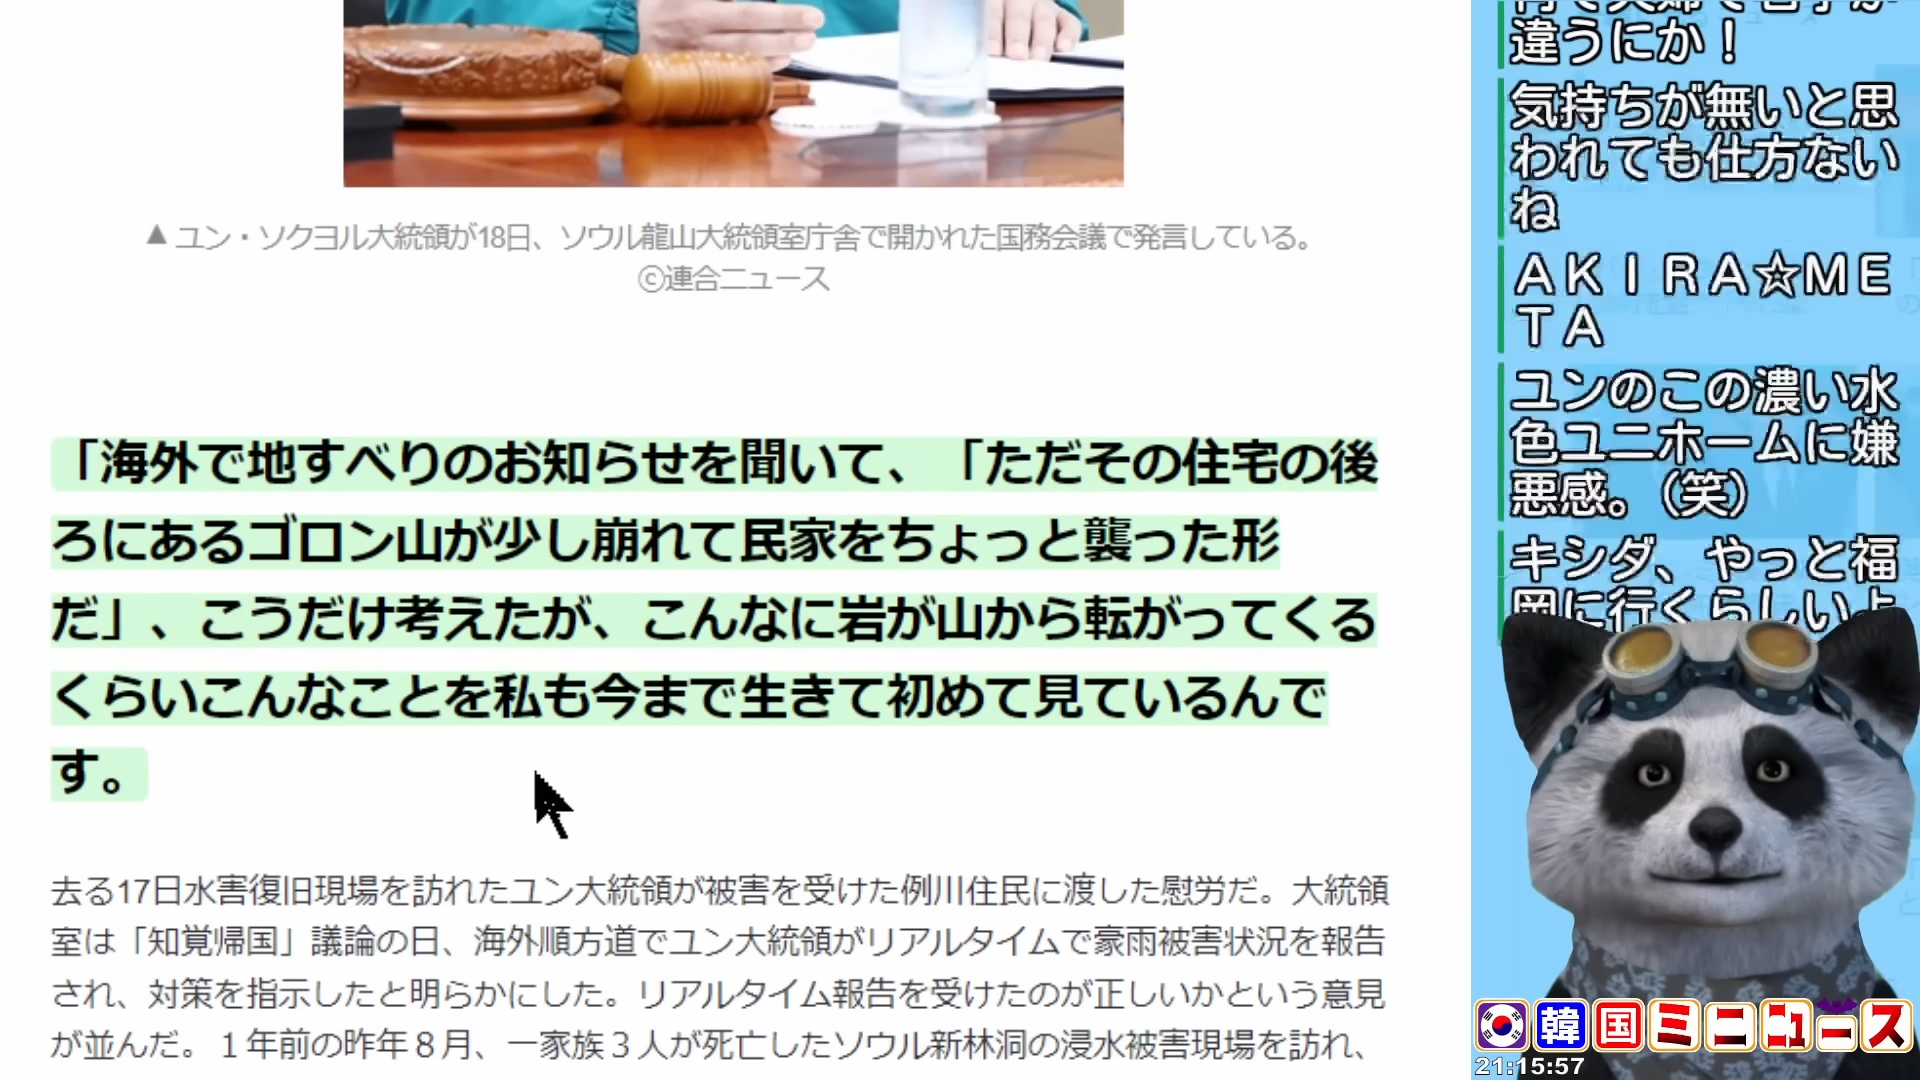 ▲ ユン・ソクヨル大統領が18日、ソウル龍山大統領室庁舎で開かれた国務会議で発言している。
ⓒ連合ニュース
「海外で地すべりのお知らせを聞いて、「ただその住宅の後
ろにあるゴロン山が少し崩れて民家をちょっと襲った形
だ」、こうだけ考えたが、こんなに岩が山から転がってくる
くらいこんなことを私も今まで生きて初めて見ているんで
す。
去る17日水害復旧現場を訪れたユン大統領が被害を受けた例川住民に渡した慰労だ。大統領
室は「知覚帰国」議論の日、海外順方道でユン大統領がリアルタイムで豪雨被害状況を報告
され、対策を指示したと明らかにした。リアルタイム報告を受けたのが正しいかという意見
が並んだ。１年前の昨年８月、一家族３人が死亡したソウル新林洞の浸水被害現場を訪れ、
違うにか！
気持ちが無いと思
われても仕方ない
ね
ＡＫＩＲＡ☆ＭＥ
ＴＡ
ユンのこの濃い水
色ユニホームに嫌
悪感。（笑）
キシダ、やっと福
岡に行くらしいよ
韓国ミニニュース
21:15:57